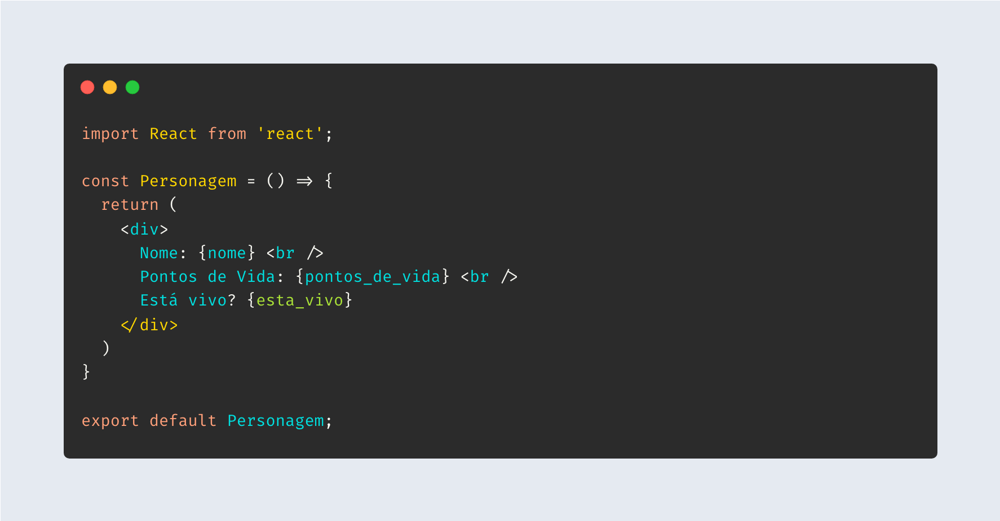 import React from 'react';
const Personagem = () => {
return (
<div>
Nome: {nome} <br />
Pontos de Vida: {pontos_de_vida} <br />
Está vivo? {esta_vivo}
</div>
)
}
export default Personagem;